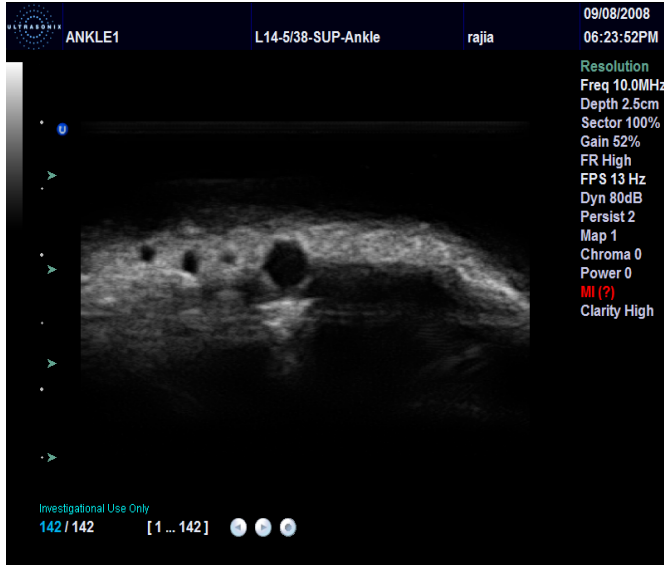 ULTRASONIX
ANKLE1
L14-5/38-SUP-Ankle
rajia
09/08/2008
06:23:52PM
Resolution
Freq 10.0MHz
Depth 2.5cm
Sector 100%
Gain 52%
FR High
FPS 13 Hz
Dyn 80dB
Persist 2
Map 1
Chroma 0
Power 0
MI (?)
Clarity High
U
Investigational Use Only
142 / 142
[ 1 ... 142 ]